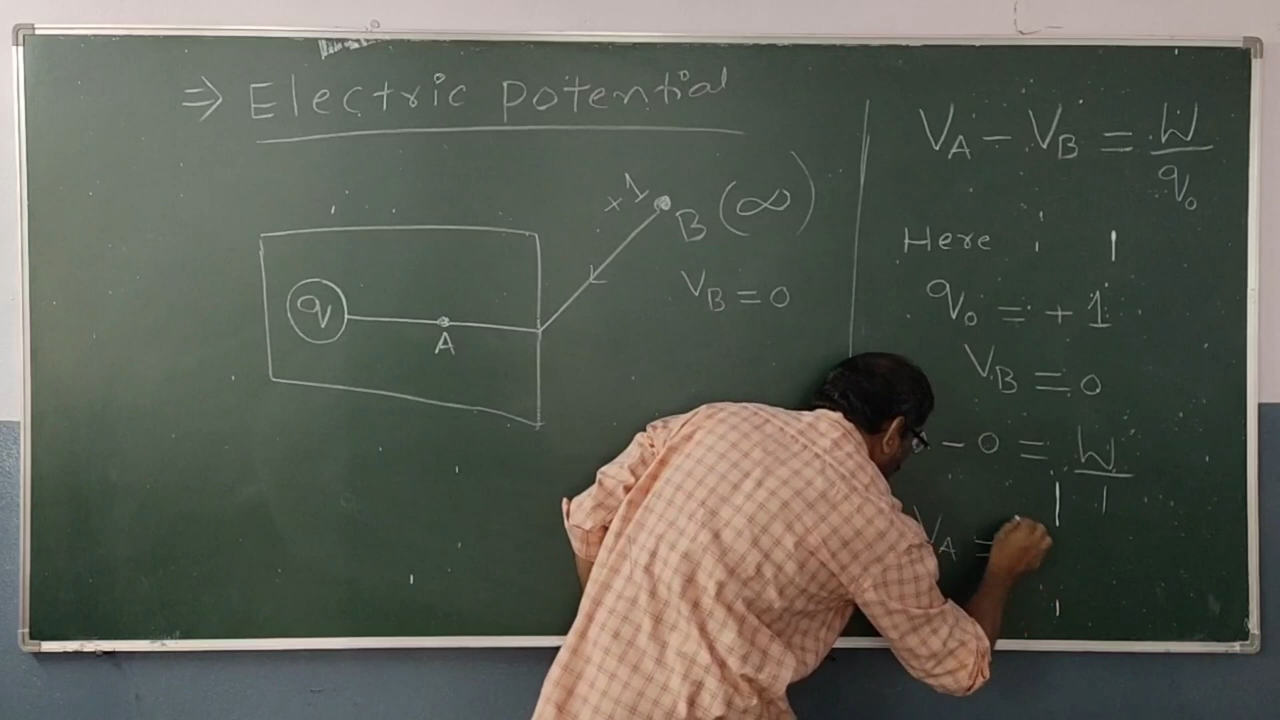 ⇒ Electric potential
+1
B (∞)
V_B = 0
q
A
V_A - V_B = W/q₀
Here
q₀ = +1
V_B = 0
- 0 = W/1
V_A =